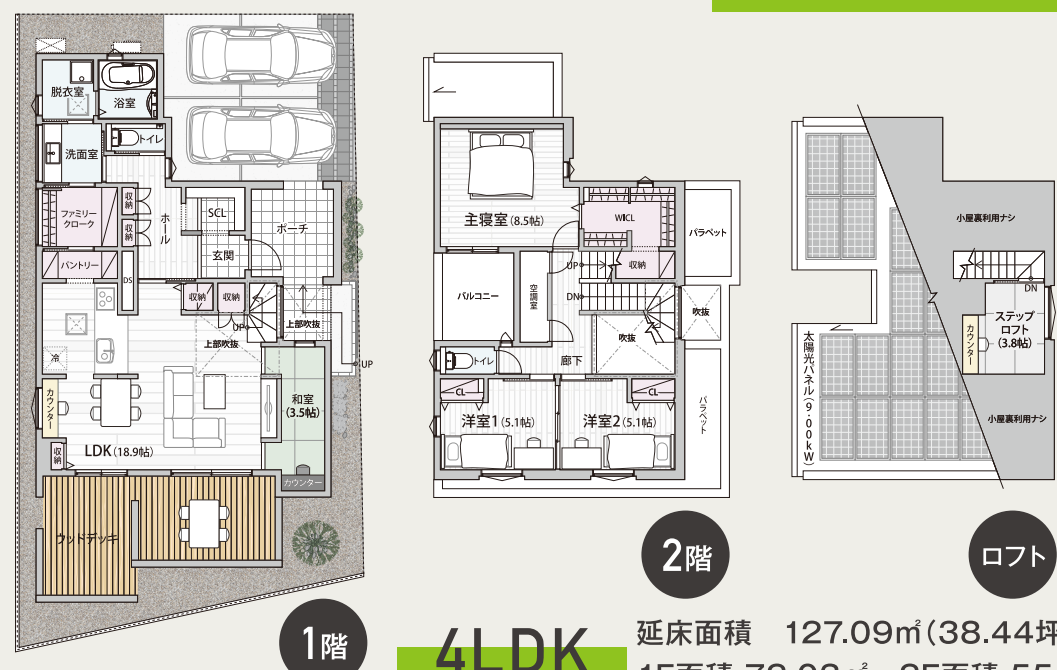 脱衣室
浴室
トイレ
洗面室
ファミリー
クローク
収納
収納
ホール
SCL
ポーチ
玄関
パントリー
DS
収納
収納
UP
上部吹抜
上部吹抜
UP
冷
カウンター
和室
(3.5帖)
収納
LDK(18.9帖)
カウンター
ウッドデッキ
1階
主寝室(8.5帖)
WICL
パラペット
UP
収納
バルコニー
空調室
DN
吹抜
吹抜
トイレ
廊下
CL
CL
洋室1(5.1帖)
洋室2(5.1帖)
パラペット
2階
小屋裏利用ナシ
DN
ステップ
ロフト
(3.8帖)
カウンター
太陽光パネル(9.00kW)
小屋裏利用ナシ
ロフト
4LDK
延床面積 127.09㎡(38.44坪